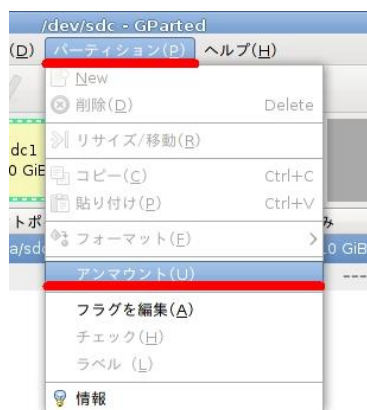 /dev/sdc - GParted
(D) パーティション(P) ヘルプ(H)
New
削除(D) Delete
リサイズ/移動(R)
dc1
コピー(C) Ctrl+C
0 GiE
貼り付け(P) Ctrl+V
トポ み
フォーマット(F)
a/sdc .0 GiB
アンマウント(U)
---
フラグを編集(A)
チェック(H)
ラベル (L)
情報